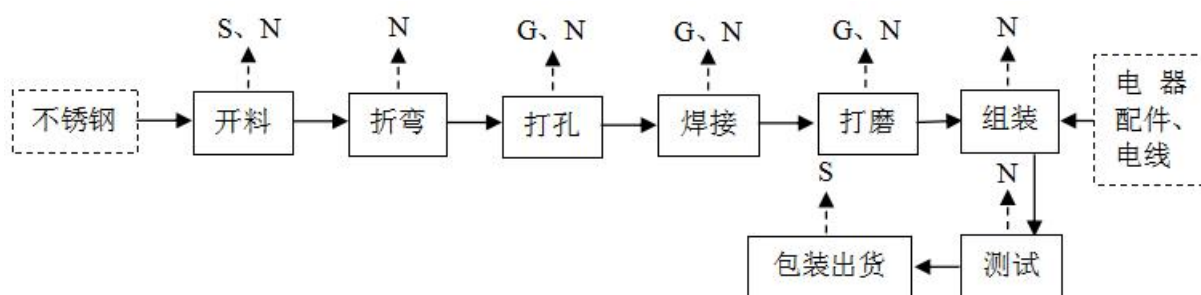 S、N
N
G、N
G、N
G、N
N
不锈钢
开料
折弯
打孔
焊接
打磨
组装
电 器
配件、
电线
S
N
包装出货
测试